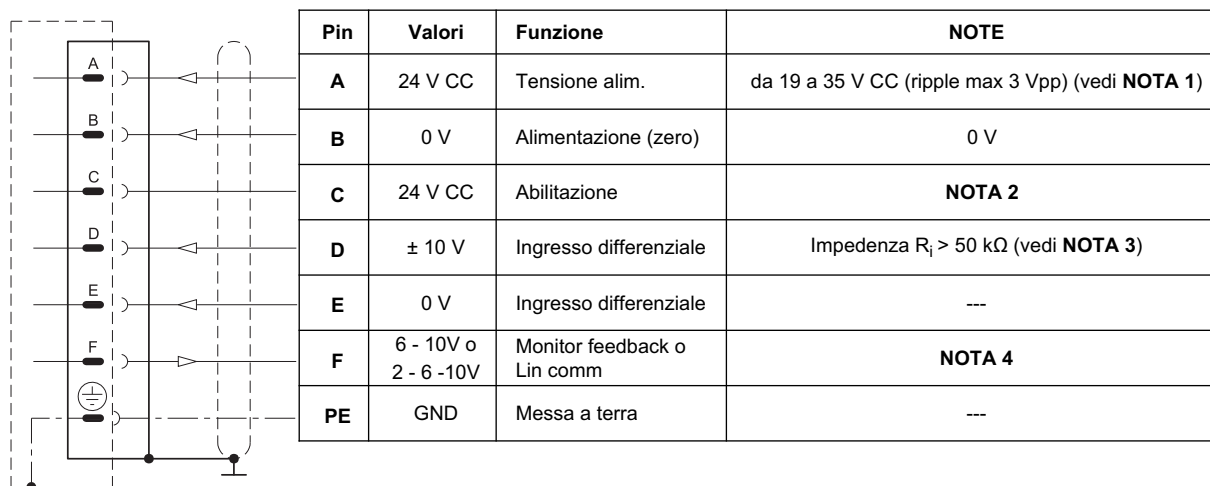 A
B
C
D
E
F
Pin Valori Funzione NOTE
A 24 V CC Tensione alim. da 19 a 35 V CC (ripple max 3 Vpp) (vedi NOTA 1)
B 0 V Alimentazione (zero) 0 V
C 24 V CC Abilitazione NOTA 2
D ± 10 V Ingresso differenziale Impedenza Ri > 50 kΩ (vedi NOTA 3)
E 0 V Ingresso differenziale ---
F 6 - 10V o
2 - 6 -10V Monitor feedback o
Lin comm NOTA 4
PE GND Messa a terra ---